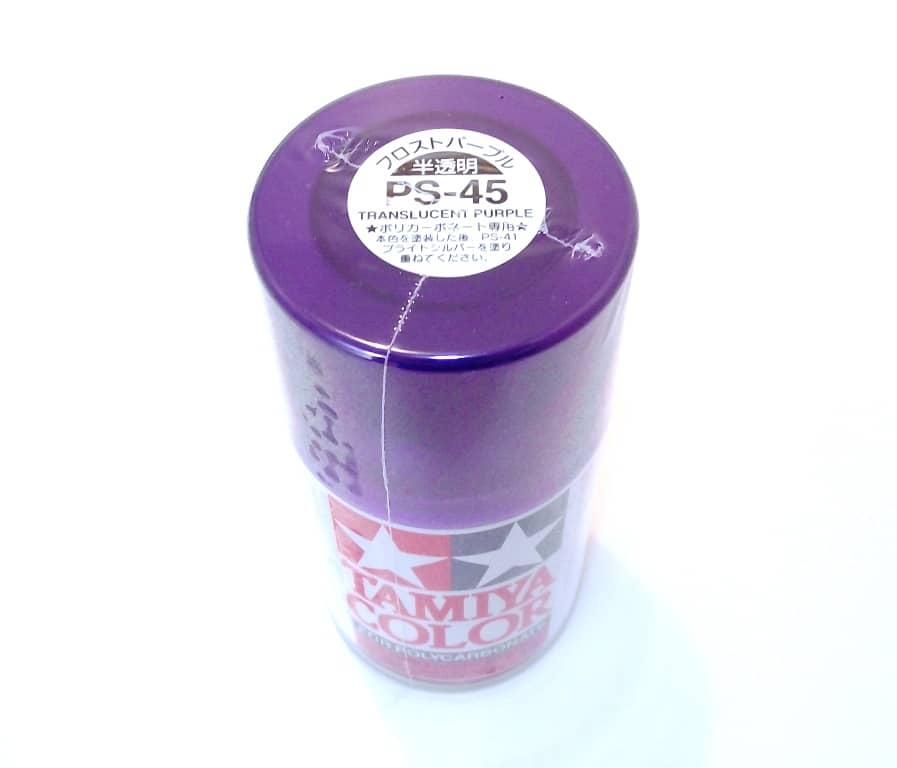 フロストパープル
半透明
PS-45
TRANSLUCENT PURPLE
★ポリカーボネート専用★
本色を塗装した後、PS-41
ブライトシルバーを塗り
重ねてください。
TAMIYA
COLOR
FOR POLYCARBONATE